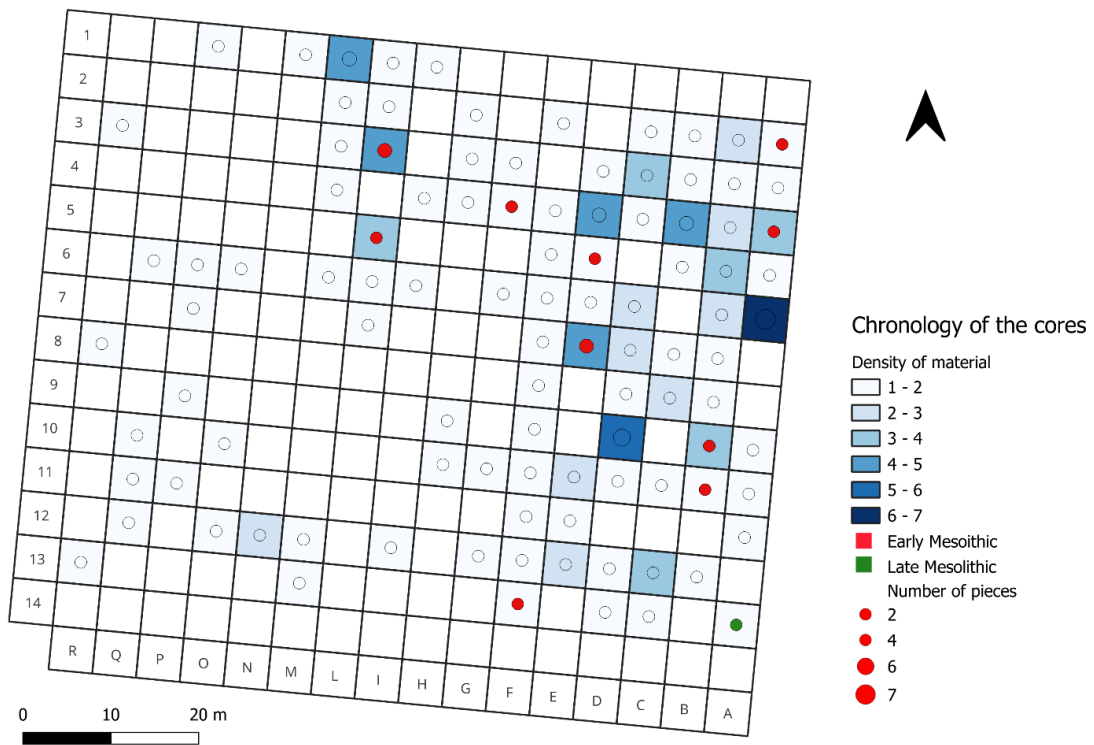 1
2
3
4
5
6
7
8
9
10
11
12
13
14
R Q P O N M L I H G F E D C B A
0 10 20 m
Chronology of the cores
Density of material
1 - 2
2 - 3
3 - 4
4 - 5
5 - 6
6 - 7
Early Mesoithic
Late Mesolithic
Number of pieces
2
4
6
7